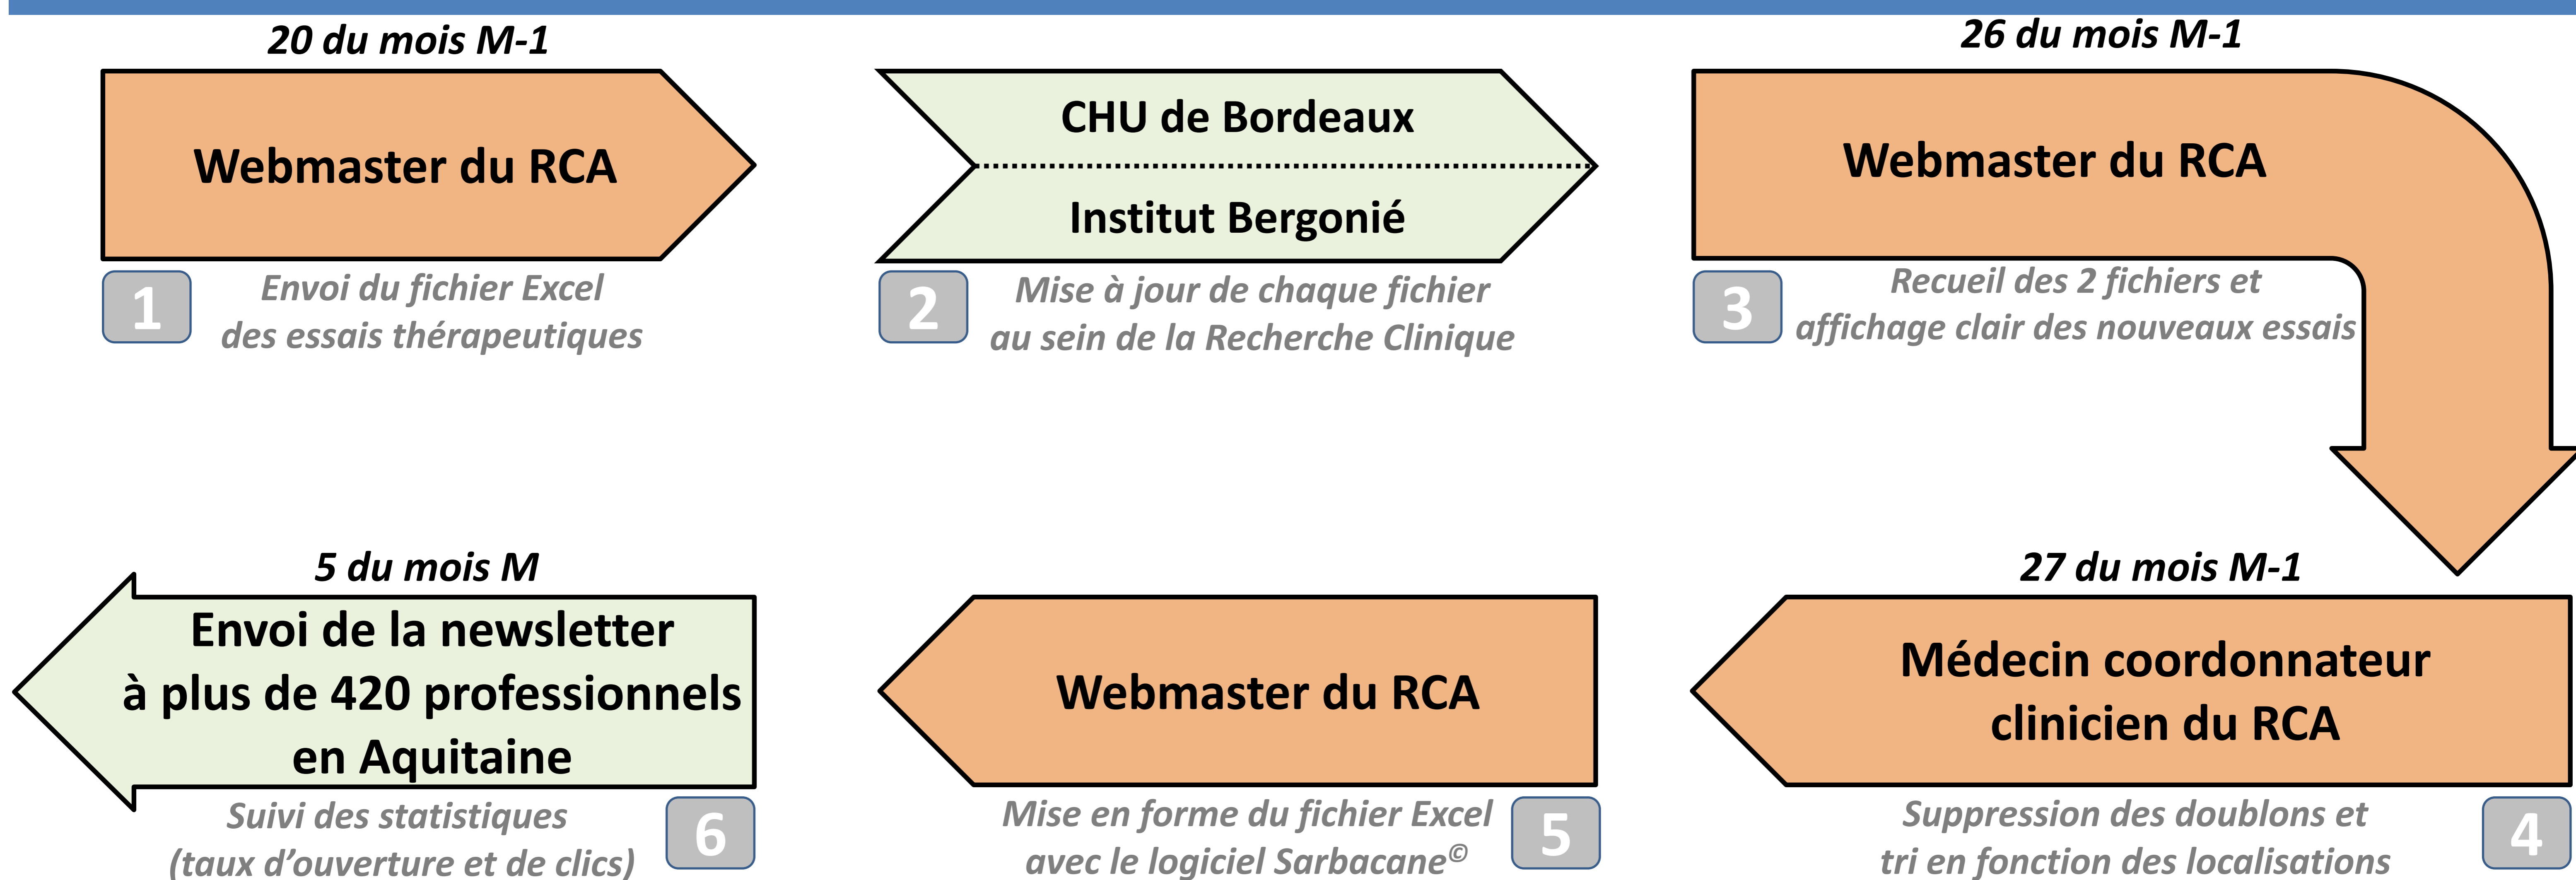 20 du mois M-1
Webmaster du RCA
1
Envoi du fichier Excel
des essais thérapeutiques
CHU de Bordeaux
Institut Bergonié
2
Mise à jour de chaque fichier
au sein de la Recherche Clinique
26 du mois M-1
Webmaster du RCA
3
Recueil des 2 fichiers et
affichage clair des nouveaux essais
27 du mois M-1
Médecin coordonnateur
clinicien du RCA
Suppression des doublons et
tri en fonction des localisations
4
Webmaster du RCA
Mise en forme du fichier Excel
avec le logiciel Sarbacane©
5
5 du mois M
Envoi de la newsletter
à plus de 420 professionnels
en Aquitaine
Suivi des statistiques
(taux d’ouverture et de clics)
6